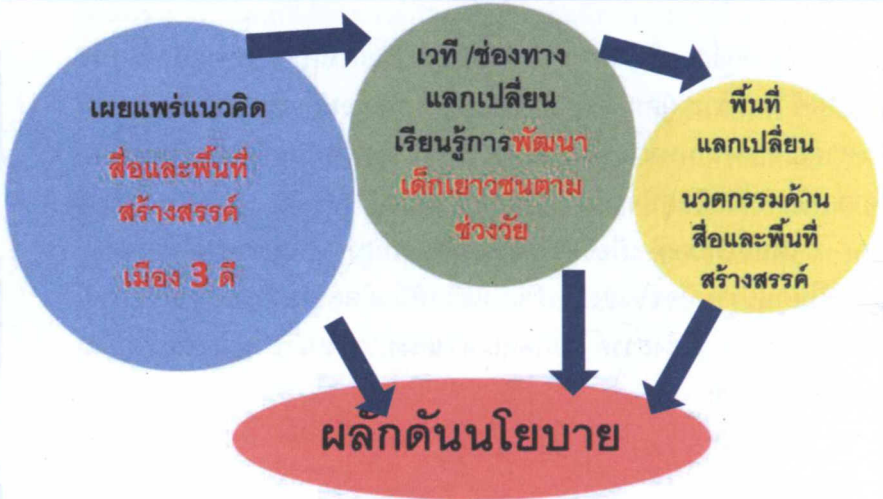 เผยแพร่แนวคิด
สื่อและพื้นที่
สร้างสรรค์
เมือง 3 ดี
เวที /ช่องทาง
แลกเปลี่ยน
เรียนรู้การพัฒนา
เด็กเยาวชนตาม
ช่วงวัย
พื้นที่
แลกเปลี่ยน
นวตกรรมด้าน
สื่อและพื้นที่
สร้างสรรค์
ผลักดันนโยบาย